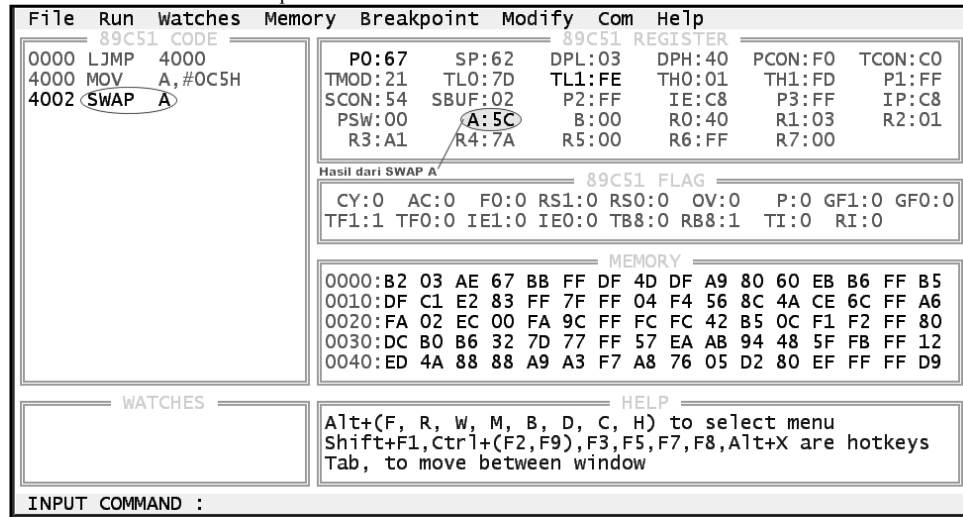 File Run Watches Memory Breakpoint Modify Com Help
89C51 CODE
0000 LJMP 4000
4000 MOV A,#0C5H
4002 SWAP A
89C51 REGISTER
P0:67 SP:62 DPL:03 DPH:40 PCON:F0 TCON:C0
TMOD:21 TL0:7D TL1:FE TH0:01 TH1:FD P1:FF
SCON:54 SBUF:02 P2:FF IE:C8 P3:FF IP:C8
PSW:00 A:5C B:00 R0:40 R1:03 R2:01
R3:A1 R4:7A R5:00 R6:FF R7:00
Hasil dari SWAP A
89C51 FLAG
CY:0 AC:0 F0:0 RS1:0 RS0:0 OV:0 P:0 GF1:0 GF0:0
TF1:1 TF0:0 IE1:0 IE0:0 TB8:0 RB8:1 TI:0 RI:0
MEMORY
0000:B2 03 AE 67 BB FF DF 4D DF A9 80 60 EB B6 FF B5
0010:DF C1 E2 83 FF 7F FF 04 F4 56 8C 4A CE 6C FF A6
0020:FA 02 EC 00 FA 9C FF FC FC 42 B5 0C F1 F2 FF 80
0030:DC B0 B6 32 7D 77 FF 57 EA AB 94 48 5F FB FF 12
0040:ED 4A 88 88 A9 A3 F7 A8 76 05 D2 80 EF FF FF D9
WATCHES
HELP
Alt+(F, R, W, M, B, D, C, H) to select menu
Shift+F1,Ctrl+(F2,F9),F3,F5,F7,F8,Alt+X are hotkeys
Tab, to move between window
INPUT COMMAND :